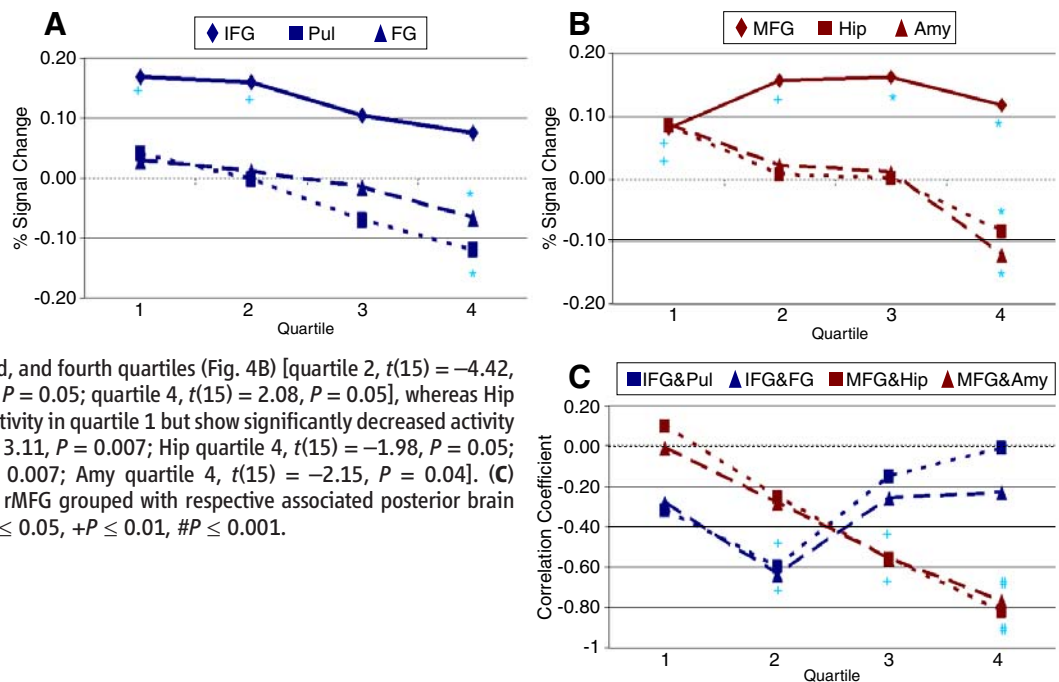 A
IFG Pul FG
0.20
0.10
0.00
-0.10
-0.20
% Signal Change
+ +
*
*
1 2 3 4
Quartile
B
MFG Hip Amy
0.20
0.10
0.00
-0.10
-0.20
% Signal Change
+ * *
+
+
*
*
1 2 3 4
Quartile
d, and fourth quartiles (Fig. 4B) [quartile 2, t(15) = –4.42,
P = 0.05; quartile 4, t(15) = 2.08, P = 0.05], whereas Hip
tivity in quartile 1 but show significantly decreased activity
3.11, P = 0.007; Hip quartile 4, t(15) = –1.98, P = 0.05;
0.007; Amy quartile 4, t(15) = –2.15, P = 0.04]. (C)
rMFG grouped with respective associated posterior brain
≤ 0.05, +P ≤ 0.01, #P ≤ 0.001.
C
IFG&Pul IFG&FG MFG&Hip MFG&Amy
0.20
0.00
-0.20
-0.40
-0.60
-0.80
-1
Correlation Coefficient
+ +
+ +
#
#
1 2 3 4
Quartile